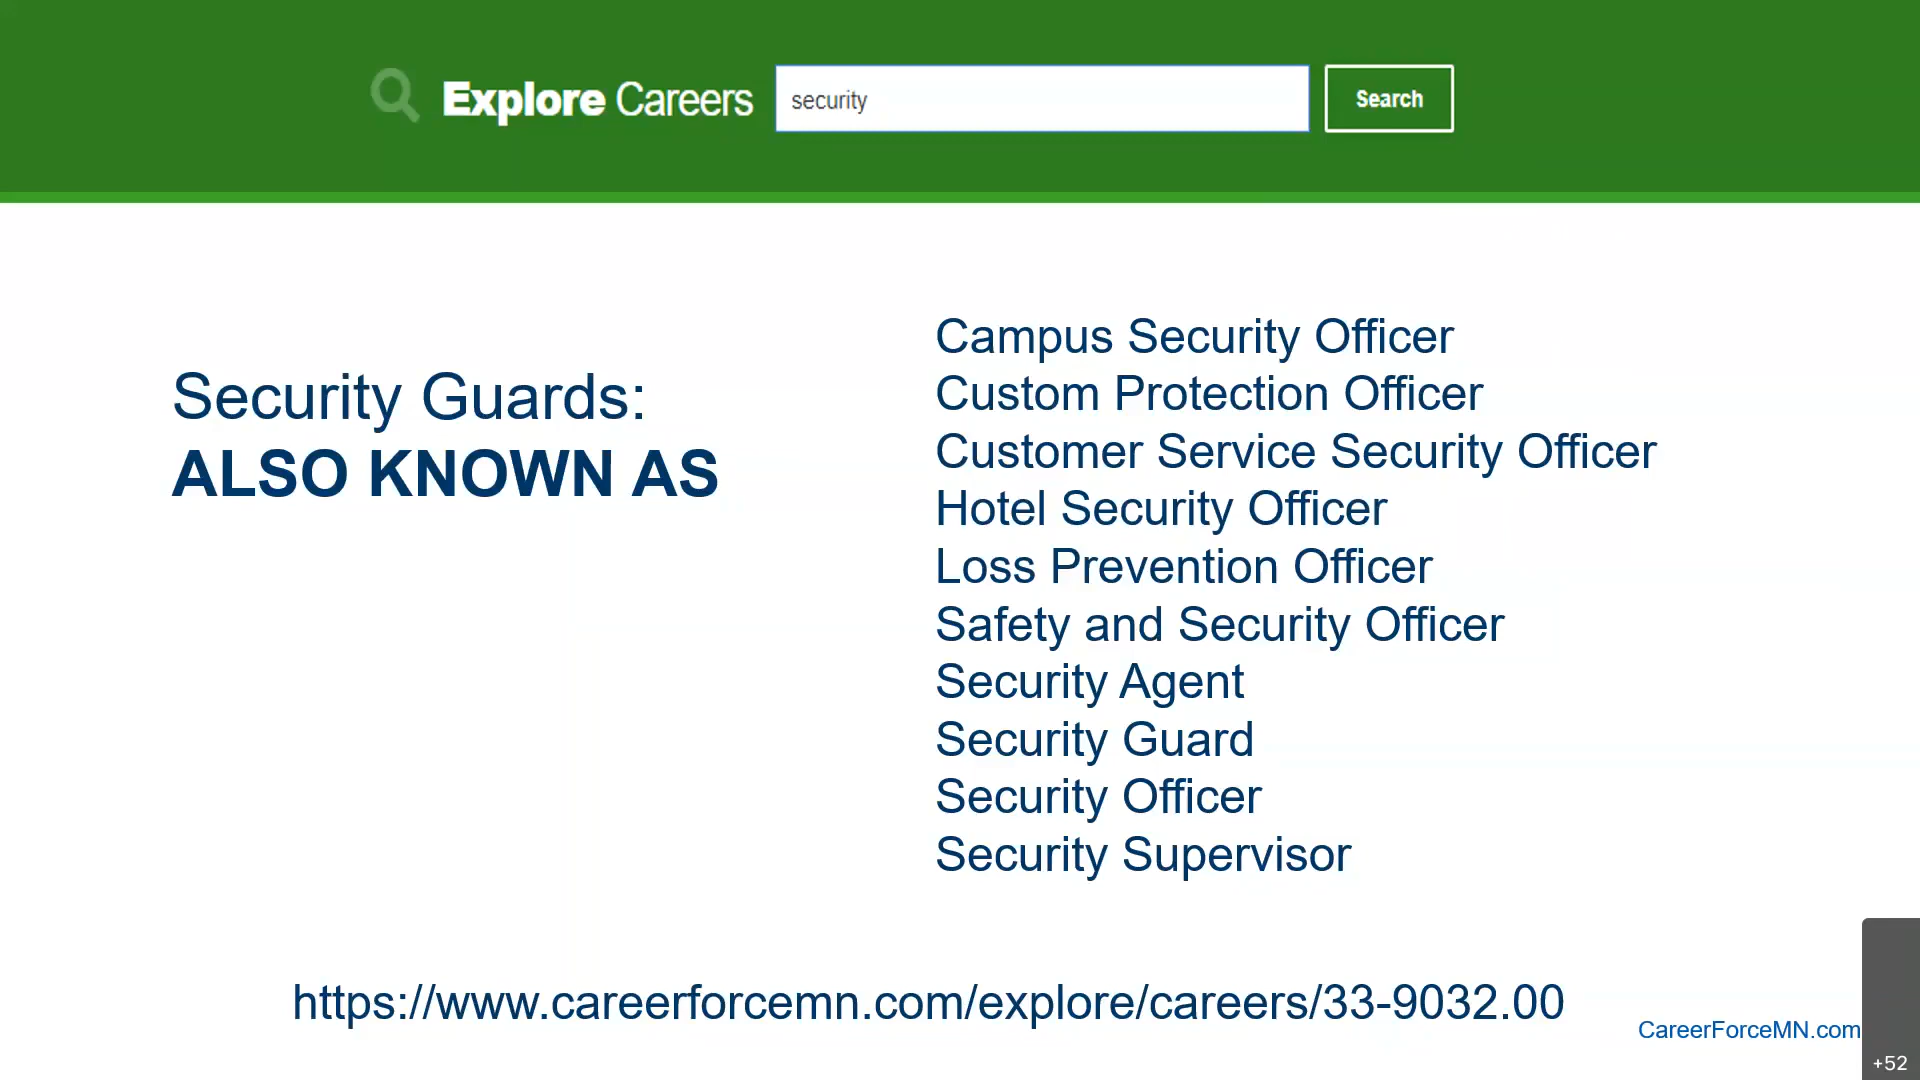 Explore Careers security Search
Security Guards:
ALSO KNOWN AS
Campus Security Officer
Custom Protection Officer
Customer Service Security Officer
Hotel Security Officer
Loss Prevention Officer
Safety and Security Officer
Security Agent
Security Guard
Security Officer
Security Supervisor
https://www.careerforcemn.com/explore/careers/33-9032.00
CareerForceMN.com
+52